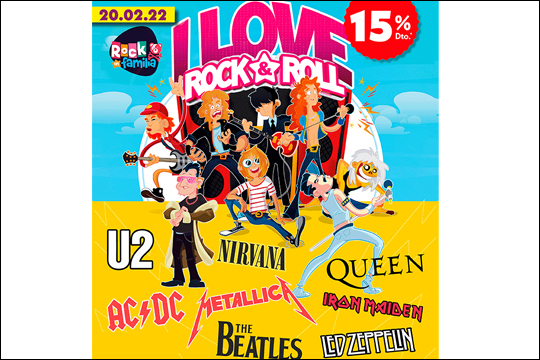 20.02.22
Rock en familia
I LOVE
ROCK & ROLL
15%
Dto.*
U2
NIRVANA
QUEEN
AC/DC
METALLICA
IRON MAIDEN
THE
BEATLES
LED ZEPPELIN